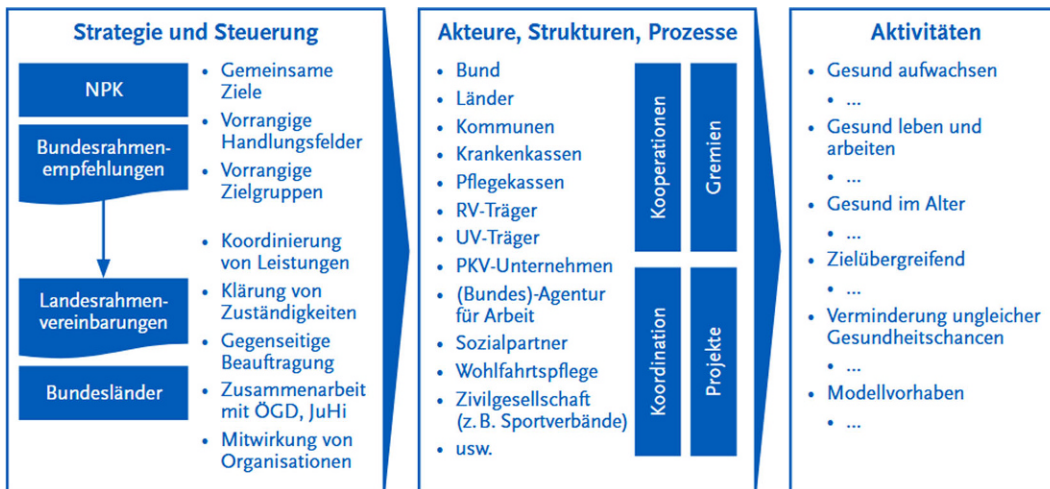 Strategie und Steuerung
NPK
Bundesrahmen-
empfehlungen
Landesrahmen-
vereinbarungen
Bundesländer
• Gemeinsame
Ziele
• Vorrangige
Handlungsfelder
• Vorrangige
Zielgruppen
• Koordinierung
von Leistungen
• Klärung von
Zuständigkeiten
• Gegenseitige
Beauftragung
• Zusammenarbeit
mit ÖGD, JuHi
• Mitwirkung von
Organisationen
Akteure, Strukturen, Prozesse
• Bund
• Länder
• Kommunen
• Krankenkassen
• Pflegekassen
• RV-Träger
• UV-Träger
• PKV-Unternehmen
• (Bundes)-Agentur
für Arbeit
• Sozialpartner
• Wohlfahrtspflege
• Zivilgesellschaft
(z. B. Sportverbände)
• usw.
Kooperationen
Gremien
Koordination
Projekte
Aktivitäten
• Gesund aufwachsen
• ...
• Gesund leben und
arbeiten
• ...
• Gesund im Alter
• ...
• Zielübergreifend
• ...
• Verminderung ungleicher
Gesundheitschancen
• ...
• Modellvorhaben
• ...